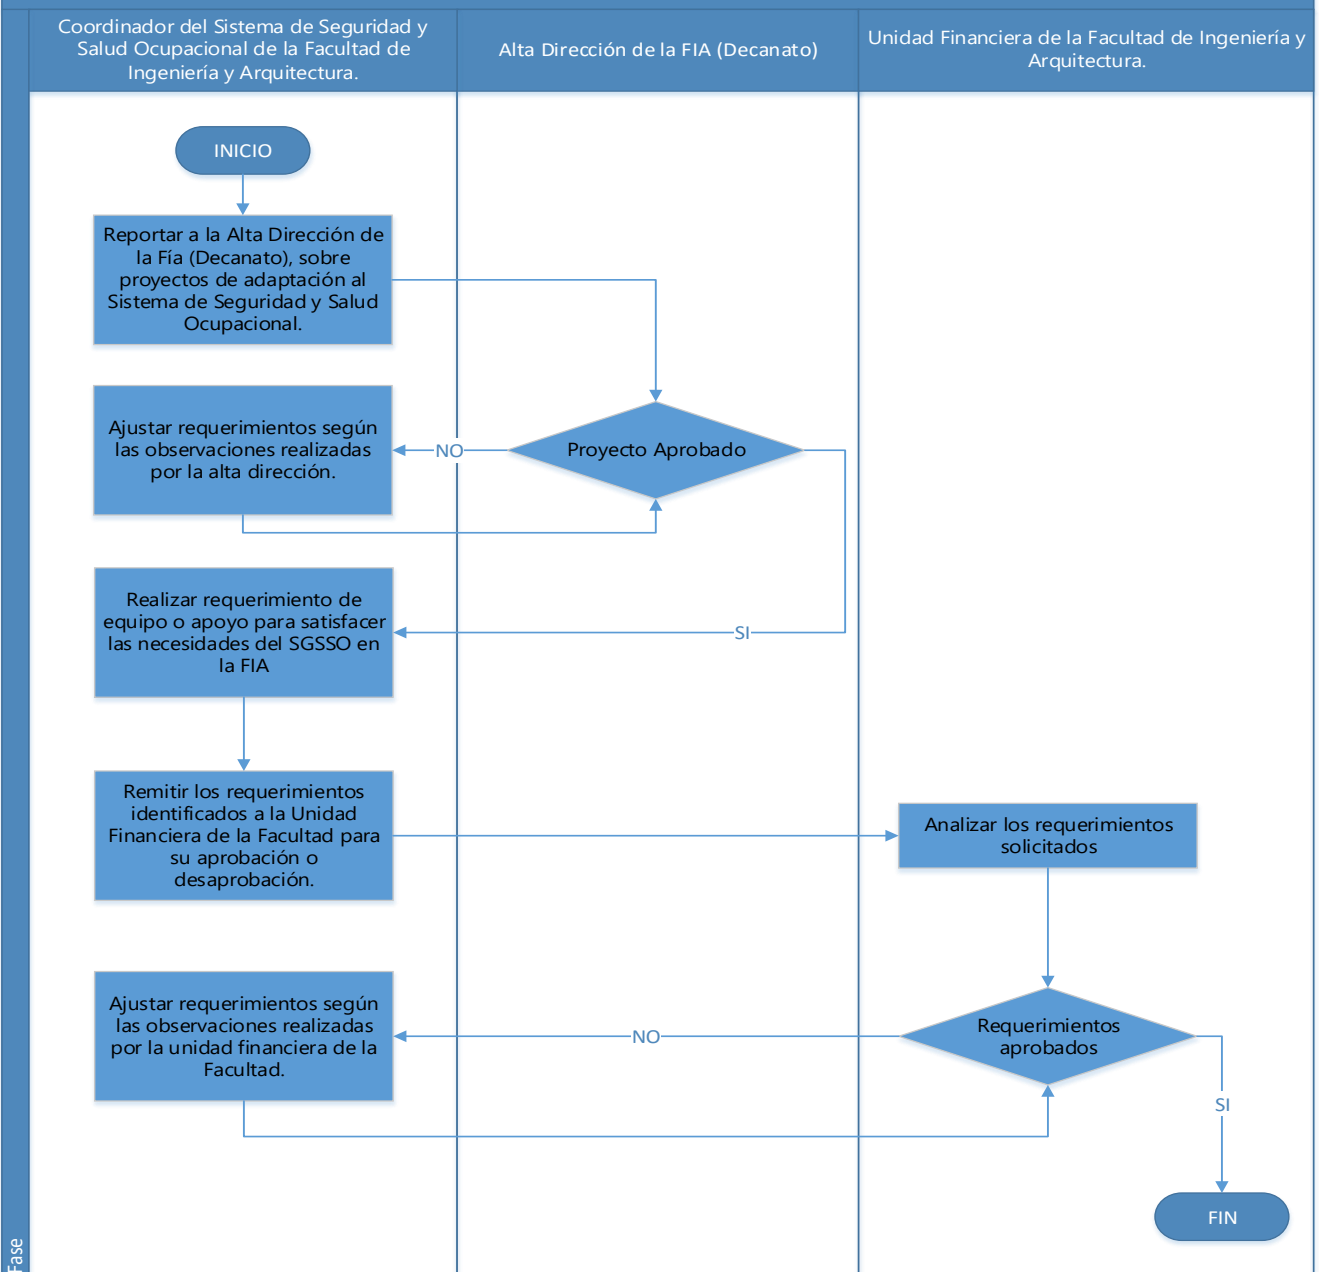 Coordinador del Sistema de Seguridad y
Salud Ocupacional de la Facultad de
Ingeniería y Arquitectura.
Alta Dirección de la FIA (Decanato)
Unidad Financiera de la Facultad de Ingeniería y
Arquitectura.
INICIO
Reportar a la Alta Dirección de
la Fía (Decanato), sobre
proyectos de adaptación al
Sistema de Seguridad y Salud
Ocupacional.
Ajustar requerimientos según
las observaciones realizadas
por la alta dirección.
NO
Proyecto Aprobado
Realizar requerimiento de
equipo o apoyo para satisfacer
las necesidades del SGSSO en
la FIA
SI
Remitir los requerimientos
identificados a la Unidad
Financiera de la Facultad para
su aprobación o
desaprobación.
Analizar los requerimientos
solicitados
Ajustar requerimientos según
las observaciones realizadas
por la unidad financiera de la
Facultad.
NO
Requerimientos
aprobados
SI
FIN
Fase